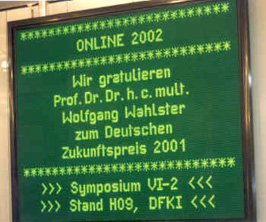 ************************
ONLINE 2002
************************
Wir gratulieren
Prof. Dr. Dr. h. c. mult.
Wolfgang Wahlster
zum Deutschen
Zukunftspreis 2001
************************
>>> Symposium VI-2 <<<
>>> Stand H09, DFKI <<<